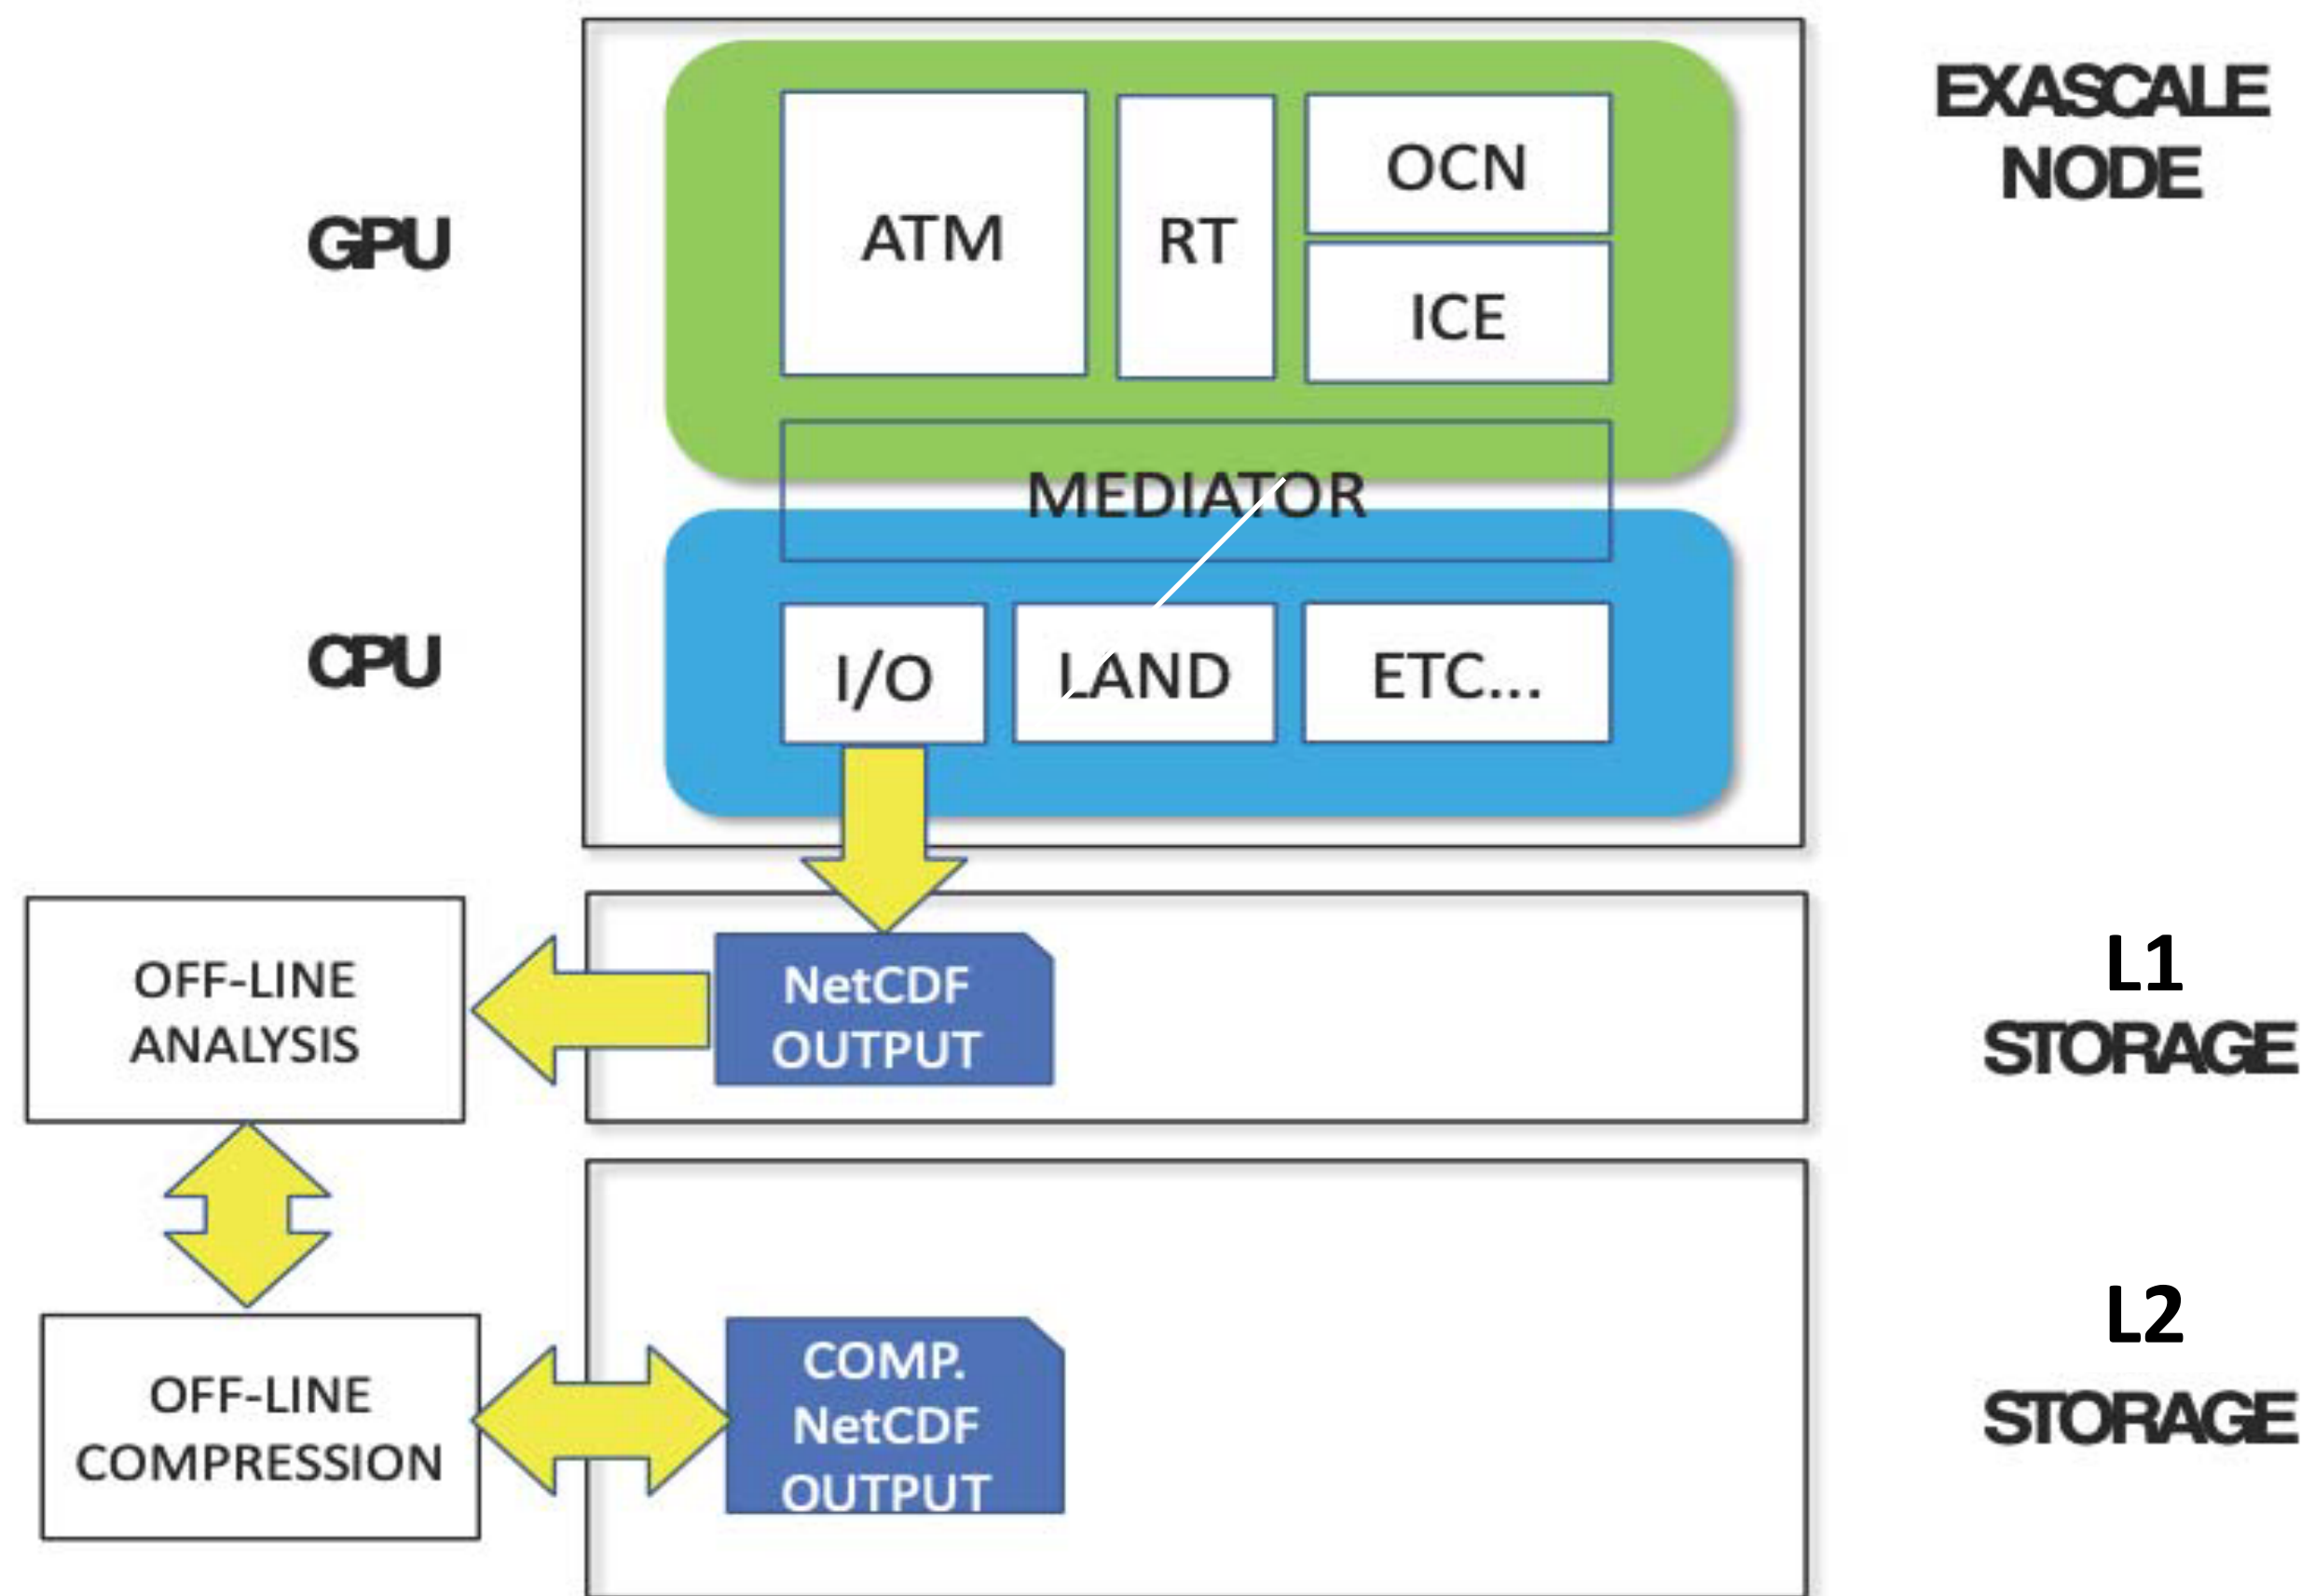 EXASCALE
NODE
GPU
ATM
RT
OCN
ICE
MEDIATOR
CPU
I/O
LAND
ETC...
OFF-LINE
ANALYSIS
NetCDF
OUTPUT
L1
STORAGE
OFF-LINE
COMPRESSION
COMP.
NetCDF
OUTPUT
L2
STORAGE